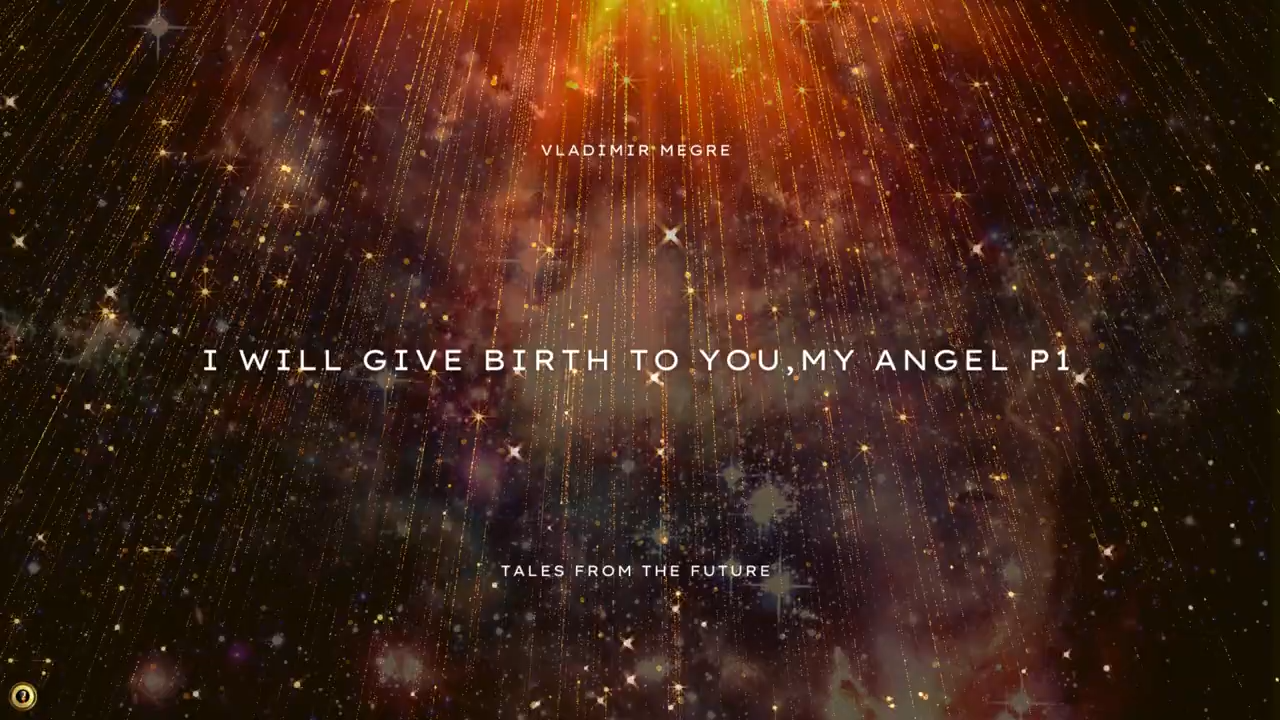 VLADIMIR MEGRE
I WILL GIVE BIRTH TO YOU,MY ANGEL P1
TALES FROM THE FUTURE